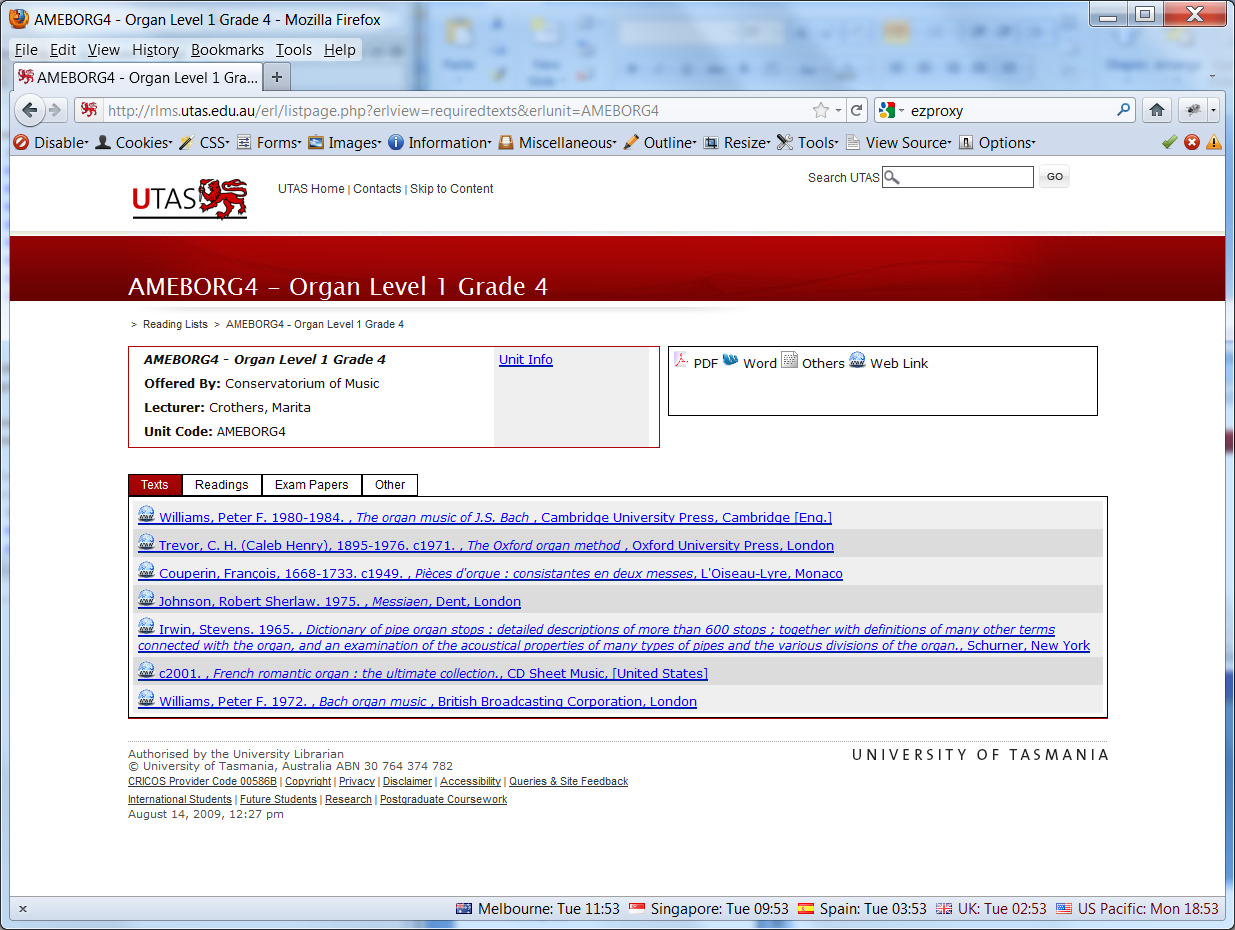 AMEBORG4 - Organ Level 1 Grade 4 - Mozilla Firefox
File Edit View History Bookmarks Tools Help
AMEBORG4 - Organ Level 1 Gra... +
http://rlms.utas.edu.au/erl/listpage.php?erlview=requiredtexts&erlunit=AMEBORG4 ezproxy
Disable Cookies CSS Forms Images Information Miscellaneous Outline Resize Tools View Source Options
UTAS UTAS Home | Contacts | Skip to Content Search UTAS GO
AMEBORG4 – Organ Level 1 Grade 4
> Reading Lists > AMEBORG4 - Organ Level 1 Grade 4
AMEBORG4 - Organ Level 1 Grade 4 Unit Info PDF Word Others Web Link
Offered By: Conservatorium of Music
Lecturer: Crothers, Marita
Unit Code: AMEBORG4
Texts Readings Exam Papers Other
Williams, Peter F. 1980-1984. , The organ music of J.S. Bach , Cambridge University Press, Cambridge [Eng.]
Trevor, C. H. (Caleb Henry), 1895-1976. c1971. , The Oxford organ method , Oxford University Press, London
Couperin, François, 1668-1733. c1949. , Pièces d'orgue : consistantes en deux messes, L'Oiseau-Lyre, Monaco
Johnson, Robert Sherlaw. 1975. , Messiaen, Dent, London
Irwin, Stevens. 1965. , Dictionary of pipe organ stops : detailed descriptions of more than 600 stops ; together with definitions of many other terms
connected with the organ, and an examination of the acoustical properties of many types of pipes and the various divisions of the organ., Schurner, New York
c2001. , French romantic organ : the ultimate collection., CD Sheet Music, [United States]
Williams, Peter F. 1972. , Bach organ music , British Broadcasting Corporation, London
Authorised by the University Librarian UNIVERSITY OF TASMANIA
© University of Tasmania, Australia ABN 30 764 374 782
CRICOS Provider Code 00586B | Copyright | Privacy | Disclaimer | Accessibility | Queries & Site Feedback
International Students | Future Students | Research | Postgraduate Coursework
August 14, 2009, 12:27 pm
Melbourne: Tue 11:53 Singapore: Tue 09:53 Spain: Tue 03:53 UK: Tue 02:53 US Pacific: Mon 18:53